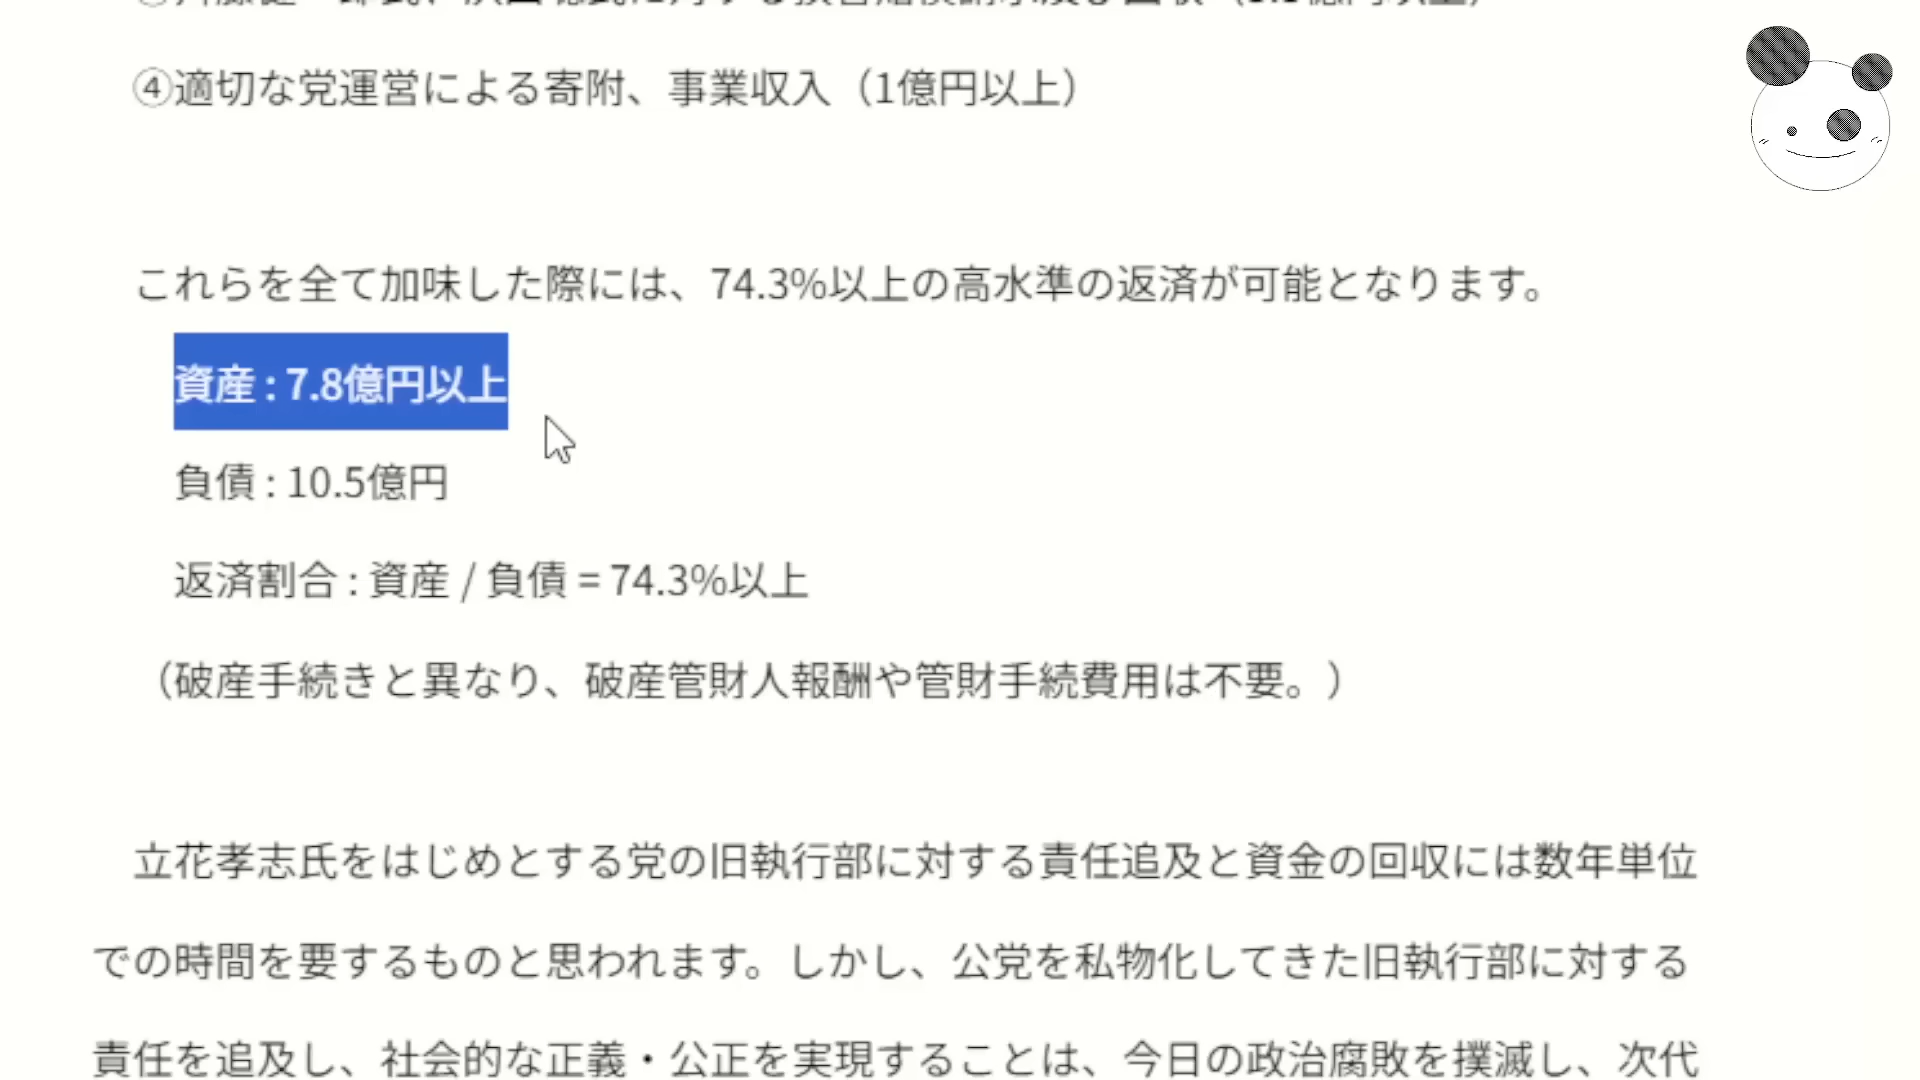 ④適切な党運営による寄附、事業収入（1億円以上）
これらを全て加味した際には、74.3%以上の高水準の返済が可能となります。
資産 : 7.8億円以上
負債 : 10.5億円
返済割合 : 資産 / 負債 = 74.3%以上
（破産手続きと異なり、破産管財人報酬や管財手続費用は不要。）
立花孝志氏をはじめとする党の旧執行部に対する責任追及と資金の回収には数年単位
での時間を要するものと思われます。しかし、公党を私物化してきた旧執行部に対する
責任を追及し、社会的な正義・公正を実現することは、今日の政治腐敗を撲滅し、次代